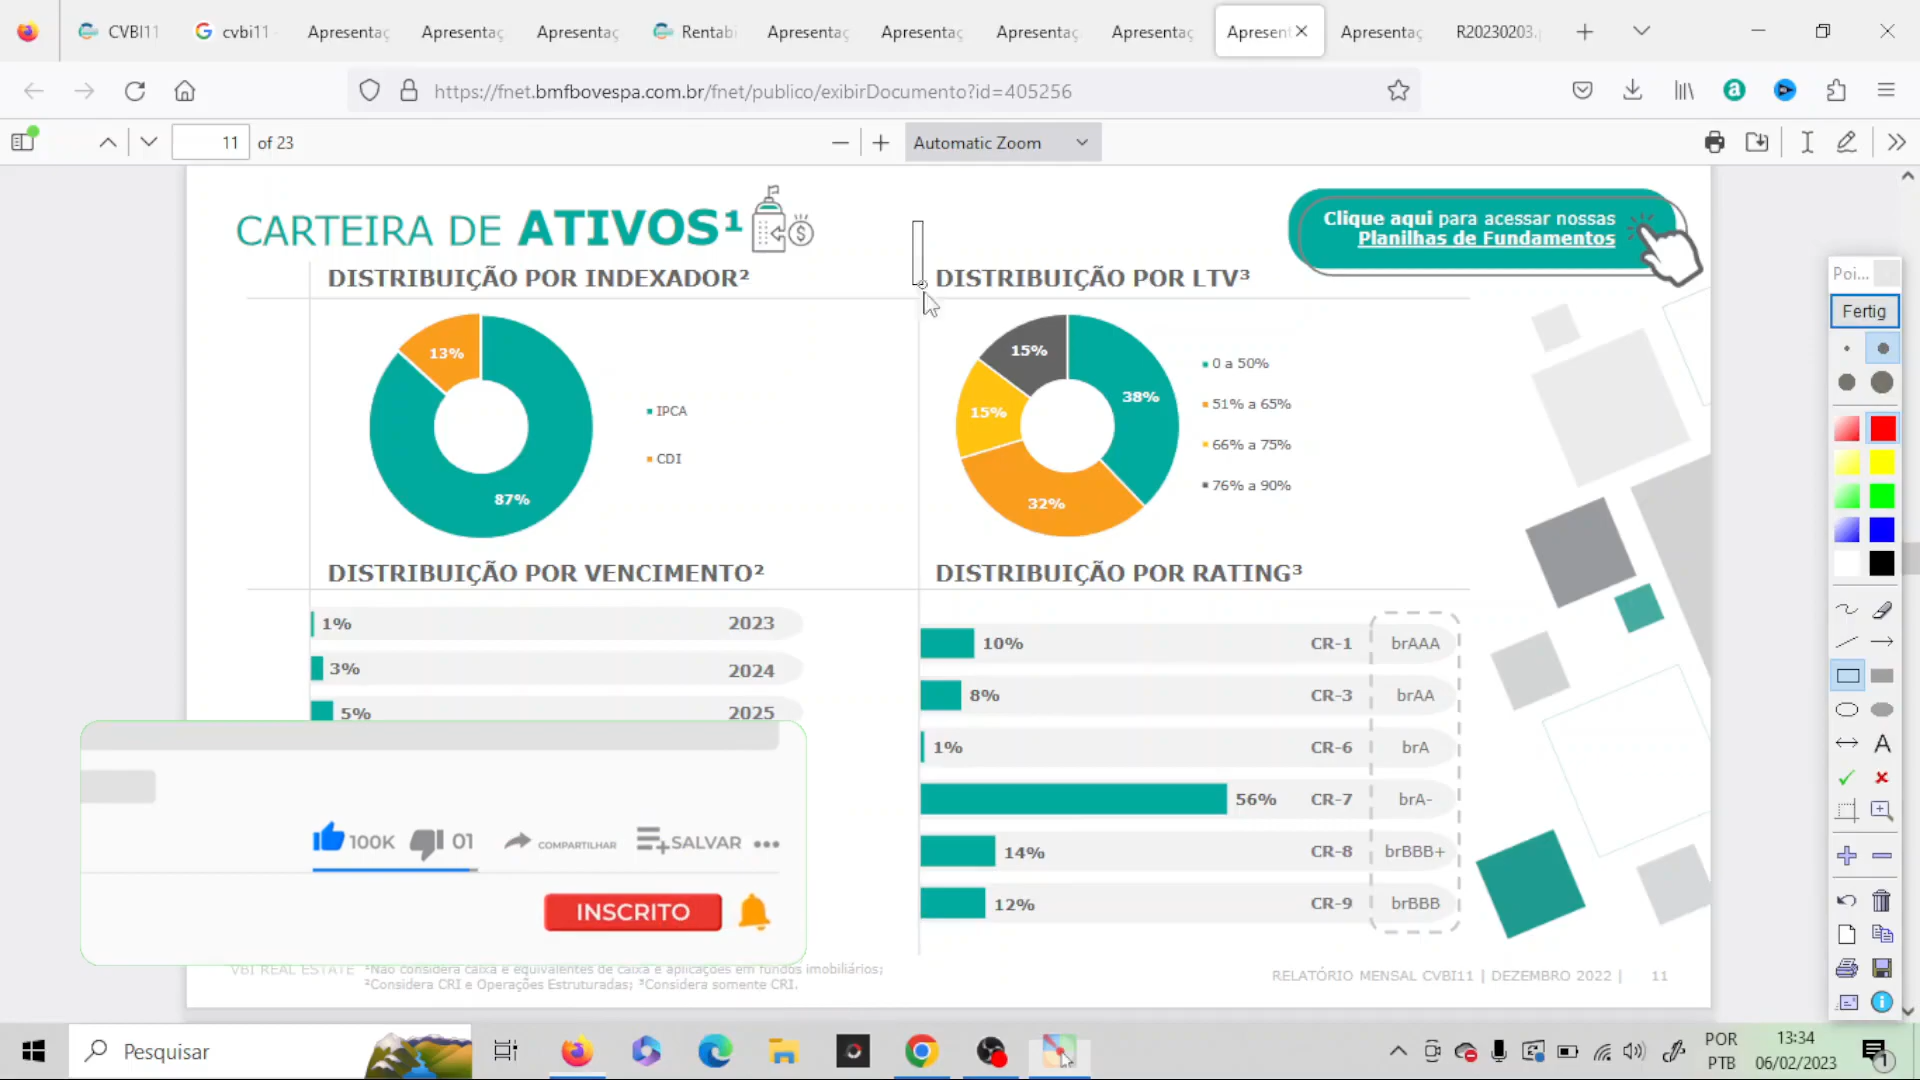 CVBI11
cvbi11
Apresentaç
Apresentaç
Apresentaç
Rentabi
Apresentaç
Apresentaç
Apresentaç
Apresentaç
Apresent
Apresentaç
R20230203.
https://fnet.bmfbovespa.com.br/fnet/publico/exibirDocumento?id=405256
11 of 23
Automatic Zoom
CARTEIRA DE ATIVOS¹
Clique aqui para acessar nossas
Planilhas de Fundamentos
Poi...
Fertig
DISTRIBUIÇÃO POR INDEXADOR²
13%
87%
IPCA
CDI
DISTRIBUIÇÃO POR LTV³
15%
38%
15%
32%
0 a 50%
51% a 65%
66% a 75%
76% a 90%
DISTRIBUIÇÃO POR VENCIMENTO²
1% 2023
3% 2024
5% 2025
DISTRIBUIÇÃO POR RATING³
10% CR-1 brAAA
8% CR-3 brAA
1% CR-6 brA
56% CR-7 brA-
14% CR-8 brBBB+
12% CR-9 brBBB
100K 01 COMPARTILHAR SALVAR
INSCRITO
VBI REAL ESTATE ¹Não considera caixa e equivalentes de caixa e aplicações em fundos imobiliários;
²Considera CRI e Operações Estruturadas; ³Considera somente CRI.
RELATÓRIO MENSAL CVBI11 | DEZEMBRO 2022 | 11
A
Pesquisar
POR
PTB
13:34
06/02/2023
1